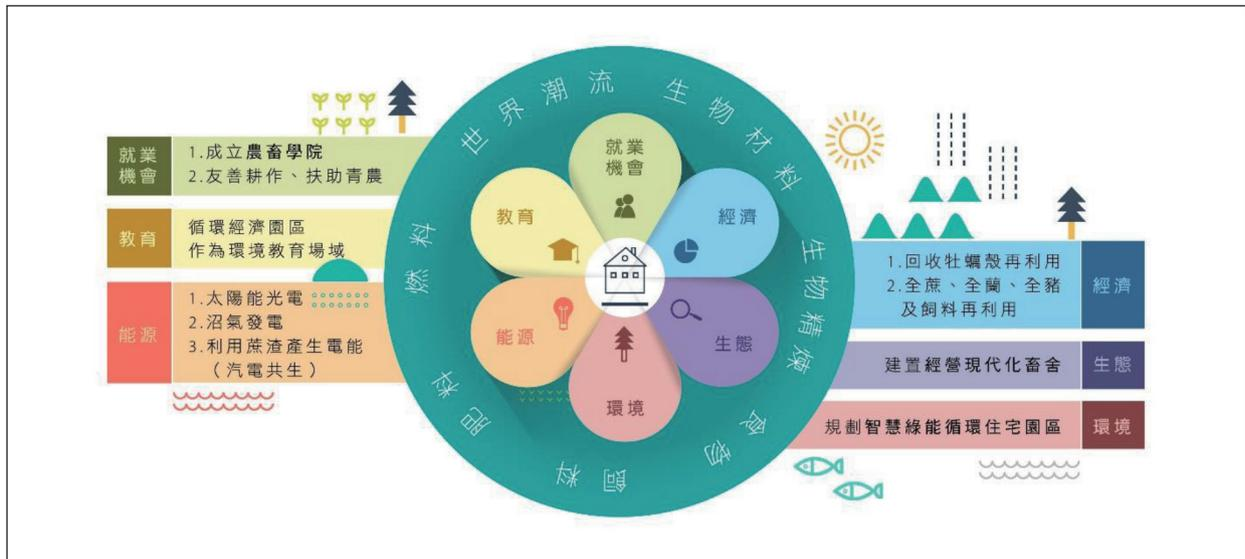 世界潮流
生物材料
生物精煉
食物
飼料
肥料
燃料
就業
機會
經濟
生態
環境
能源
教育
就業
機會
1.成立農畜學院
2.友善耕作、扶助青農
教育
循環經濟園區
作為環境教育場域
能源
1.太陽能光電
2.沼氣發電
3.利用蔗渣產生電能
（汽電共生）
1.回收牡蠣殼再利用
2.全蔗、全蘭、全豬
及飼料再利用
經濟
建置經營現代化畜舍
生態
規劃智慧綠能循環住宅園區
環境